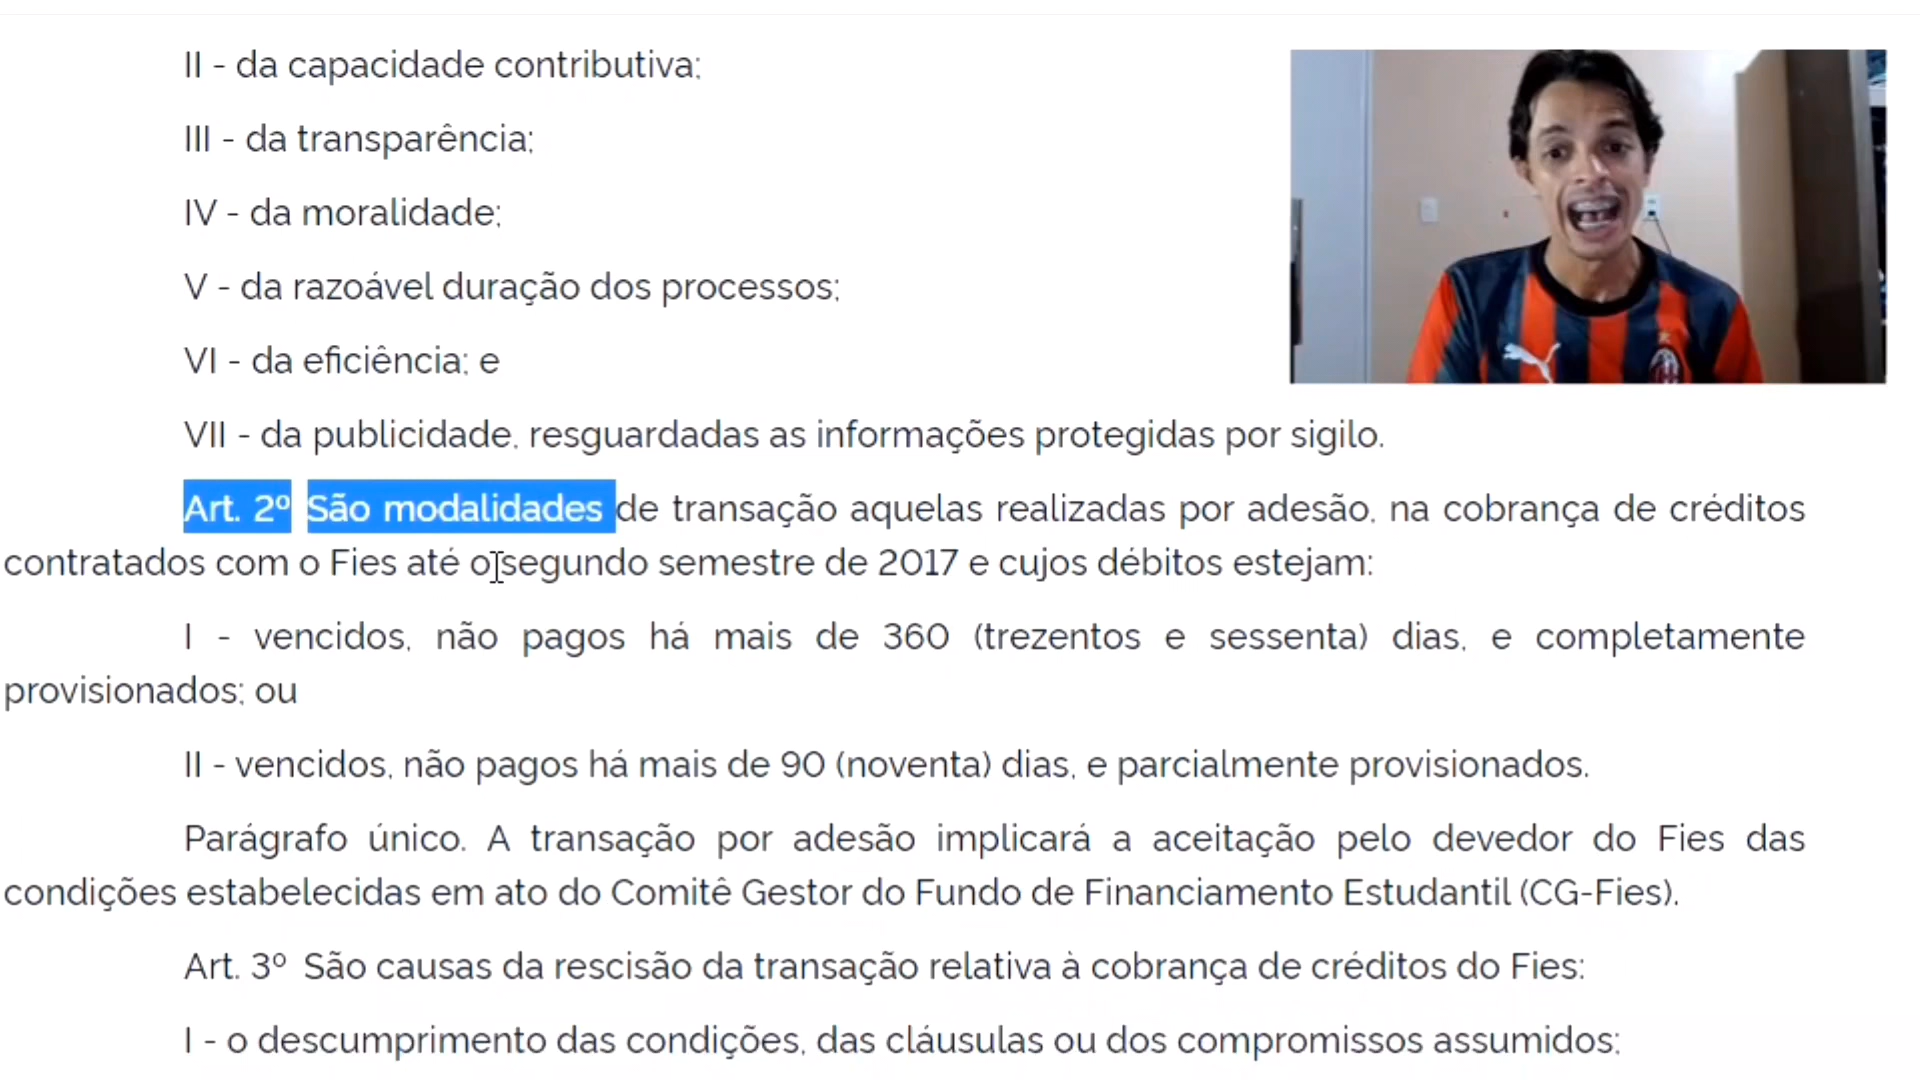 II - da capacidade contributiva;
III - da transparência;
IV - da moralidade;
V - da razoável duração dos processos;
VI - da eficiência; e
VII - da publicidade, resguardadas as informações protegidas por sigilo.
Art. 2º São modalidades de transação aquelas realizadas por adesão, na cobrança de créditos
contratados com o Fies até o segundo semestre de 2017 e cujos débitos estejam:
I - vencidos, não pagos há mais de 360 (trezentos e sessenta) dias, e completamente
provisionados; ou
II - vencidos, não pagos há mais de 90 (noventa) dias, e parcialmente provisionados.
Parágrafo único. A transação por adesão implicará a aceitação pelo devedor do Fies das
condições estabelecidas em ato do Comitê Gestor do Fundo de Financiamento Estudantil (CG-Fies).
Art. 3º São causas da rescisão da transação relativa à cobrança de créditos do Fies:
I - o descumprimento das condições, das cláusulas ou dos compromissos assumidos;